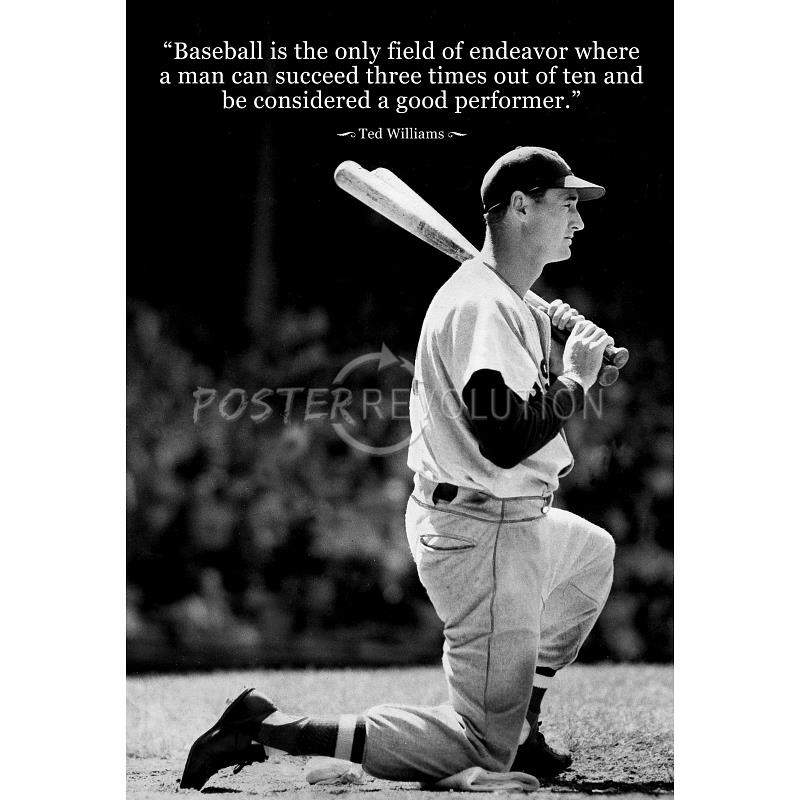 “Baseball is the only field of endeavor where
a man can succeed three times out of ten and
be considered a good performer.”
Ted Williams
POSTERREVOLUTION